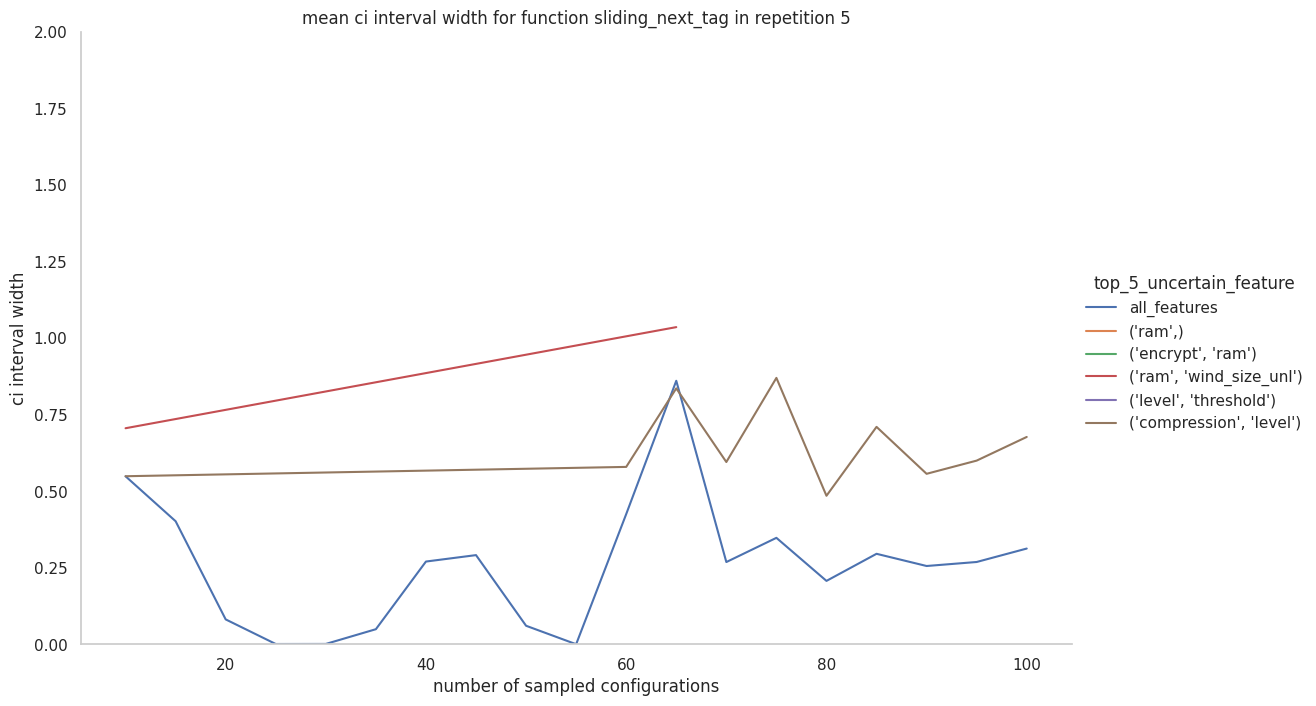 mean ci interval width for function sliding_next_tag in repetition 5
2.00
1.75
1.50
1.25
1.00
0.75
0.50
0.25
0.00
ci interval width
20
40
60
80
100
number of sampled configurations
top_5_uncertain_feature
all_features
('ram',)
('encrypt', 'ram')
('ram', 'wind_size_unl')
('level', 'threshold')
('compression', 'level')